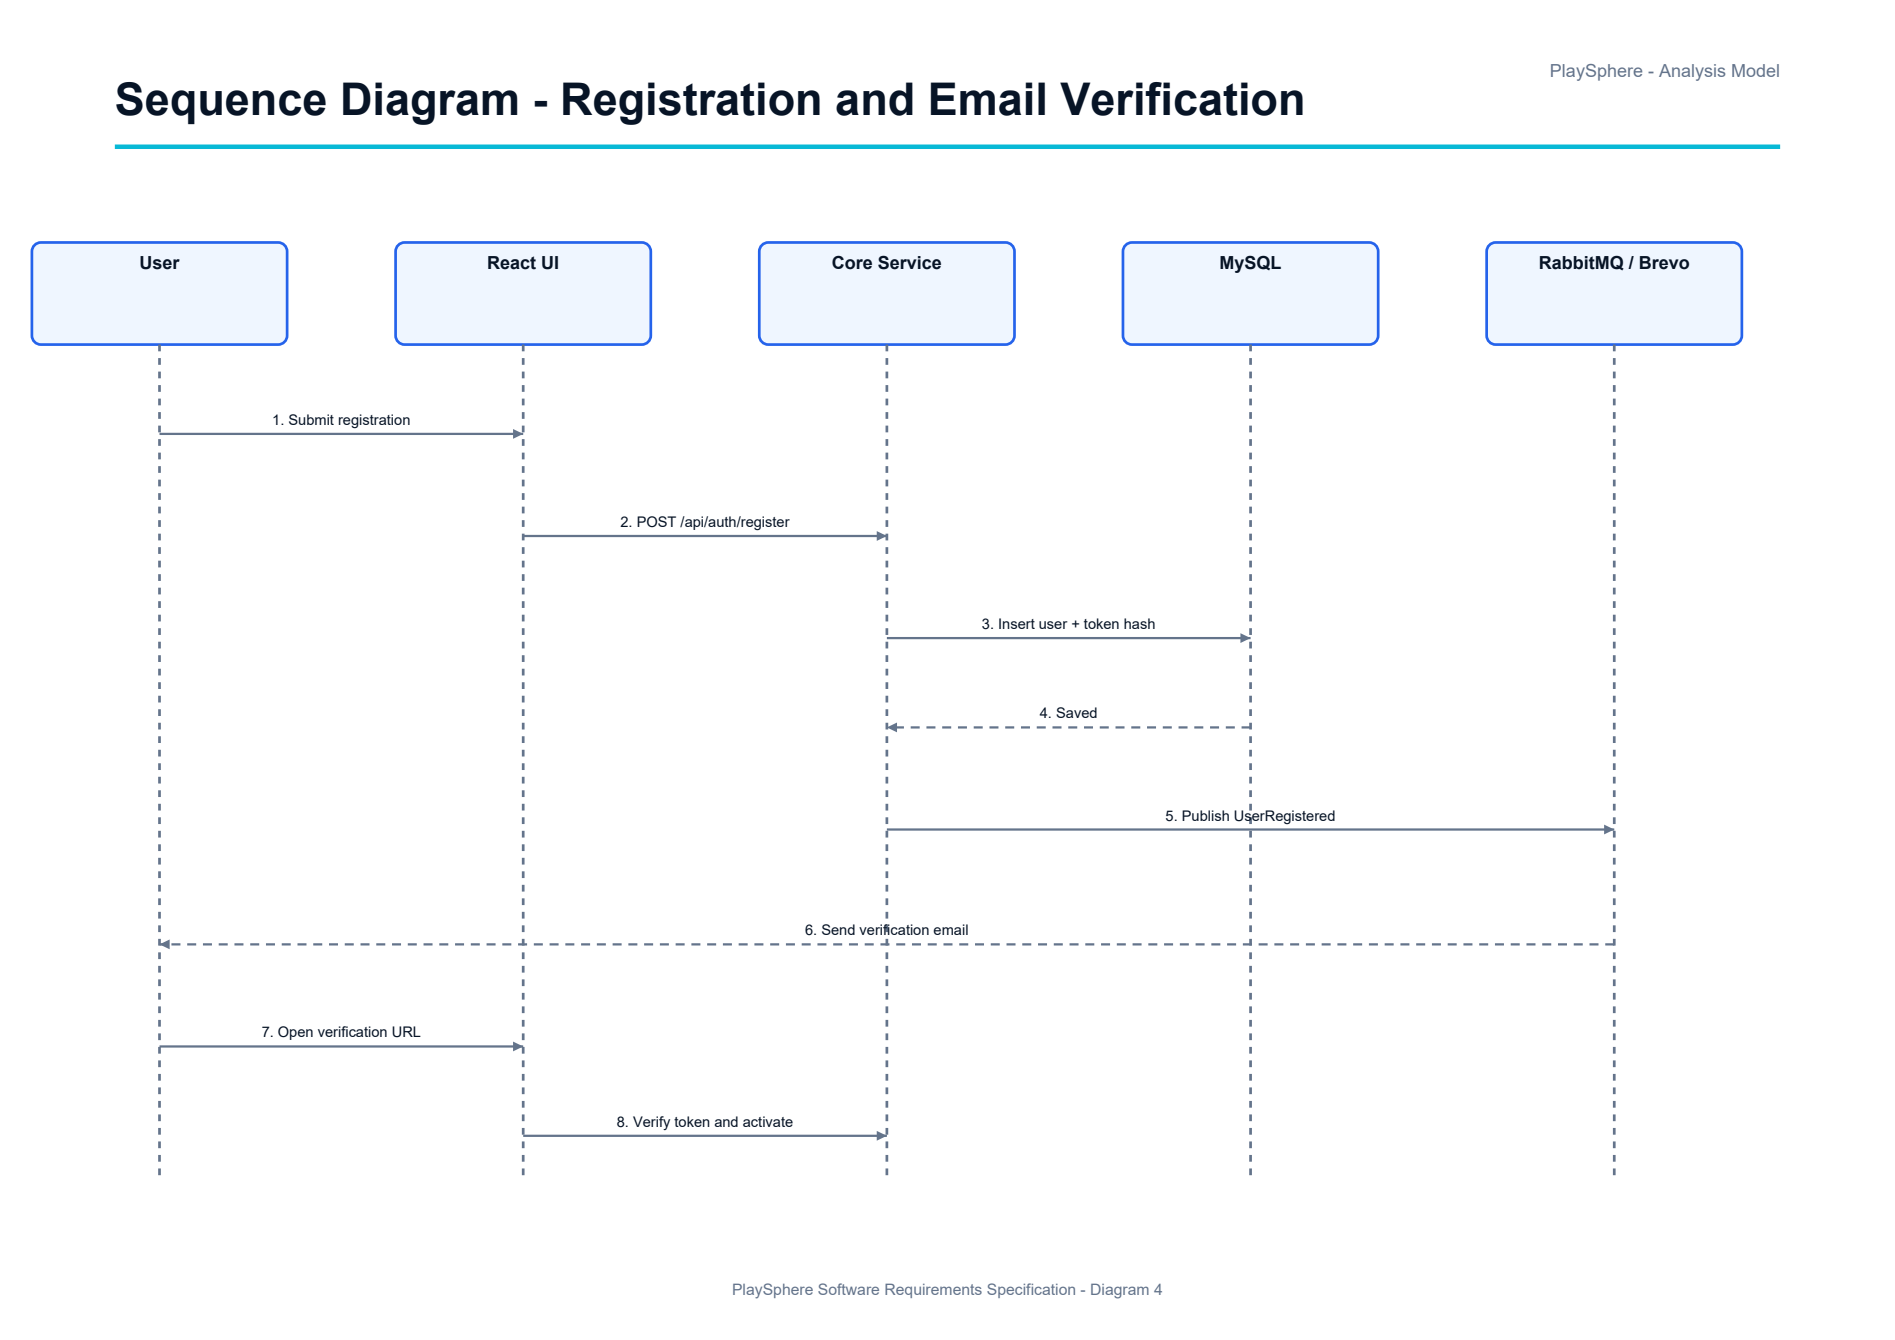 PlaySphere - Analysis Model
Sequence Diagram - Registration and Email Verification
User
React UI
Core Service
MySQL
RabbitMQ / Brevo
1. Submit registration
2. POST /api/auth/register
3. Insert user + token hash
4. Saved
5. Publish UserRegistered
6. Send verification email
7. Open verification URL
8. Verify token and activate
PlaySphere Software Requirements Specification - Diagram 4